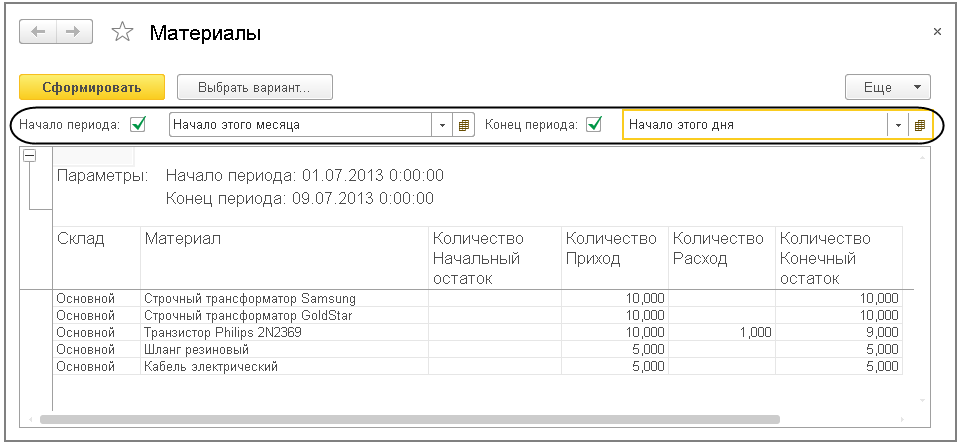 Материалы
Сформировать Выбрать вариант... Еще
Начало периода: Начало этого месяца Конец периода: Начало этого дня
Параметры: Начало периода: 01.07.2013 0:00:00
Конец периода: 09.07.2013 0:00:00
Склад Материал Количество Количество Количество Количество
Начальный Приход Расход Конечный
остаток остаток
Основной Строчный трансформатор Samsung 10,000 10,000
Основной Строчный трансформатор GoldStar 10,000 10,000
Основной Транзистор Philips 2N2369 10,000 1,000 9,000
Основной Шланг резиновый 5,000 5,000
Основной Кабель электрический 5,000 5,000